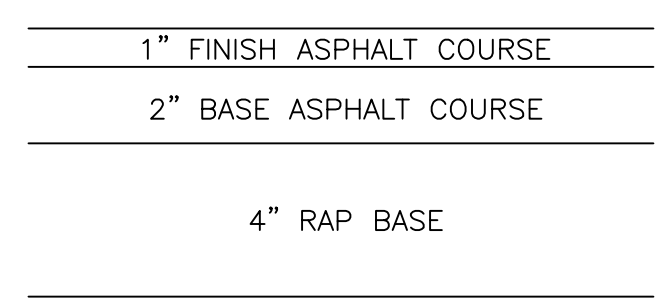 1” FINISH ASPHALT COURSE
2” BASE ASPHALT COURSE
4” RAP BASE